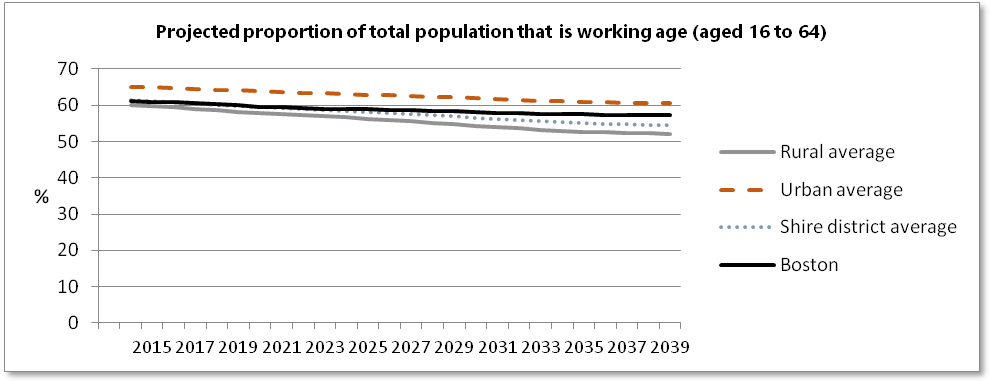 Projected proportion of total population that is working age (aged 16 to 64)
70
60
50
40
%
30
20
10
0
2015 2017 2019 2021 2023 2025 2027 2029 2031 2033 2035 2037 2039
Rural average
Urban average
Shire district average
Boston